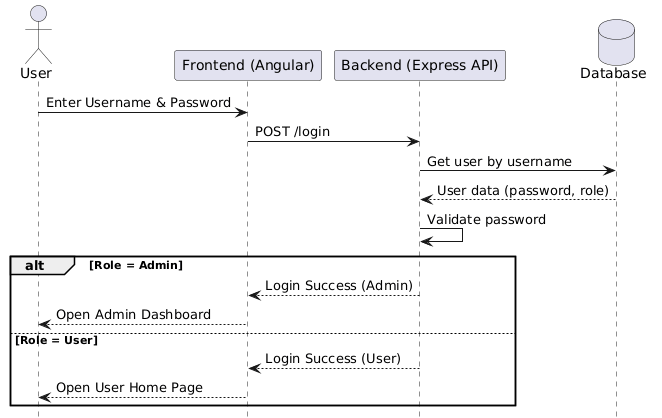 User
Frontend (Angular)
Backend (Express API)
Database
Enter Username & Password
POST /login
Get user by username
User data (password, role)
Validate password
alt
[Role = Admin]
Login Success (Admin)
Open Admin Dashboard
[Role = User]
Login Success (User)
Open User Home Page